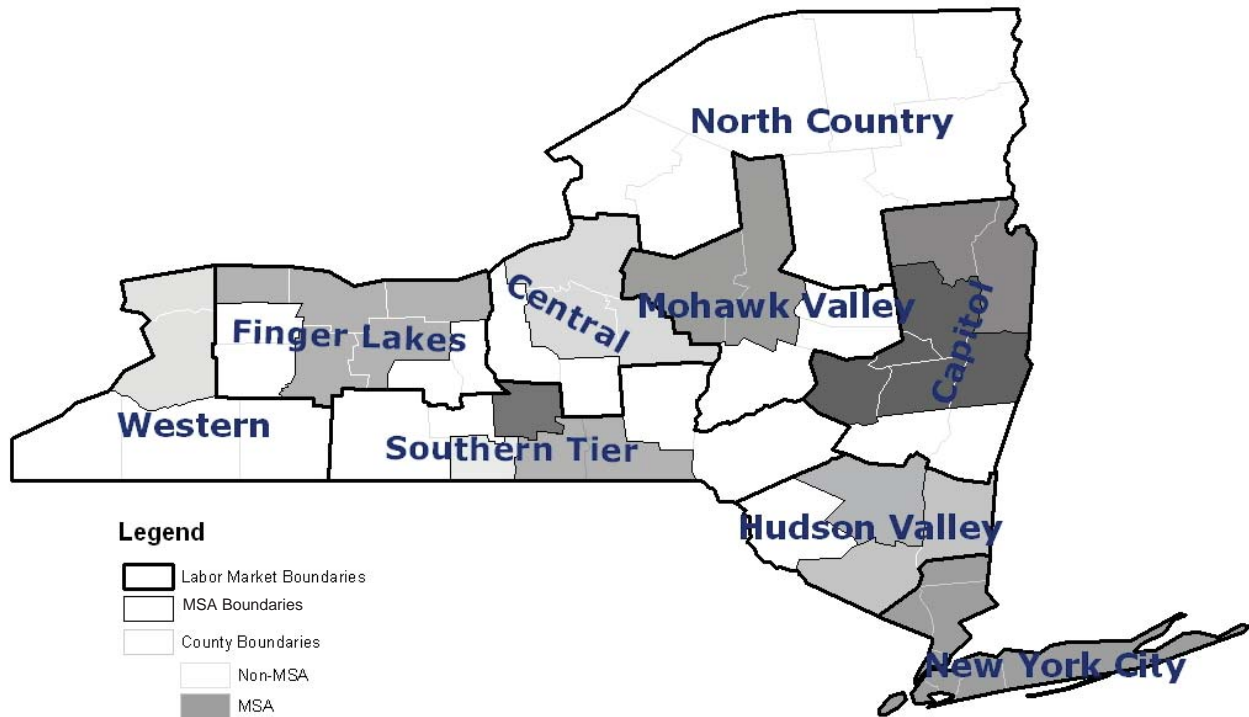 North Country
Central
Mohawk Valley
Finger Lakes
Capitol
Western
Southern Tier
Hudson Valley
New York City
Legend
Labor Market Boundaries
MSA Boundaries
County Boundaries
Non-MSA
MSA